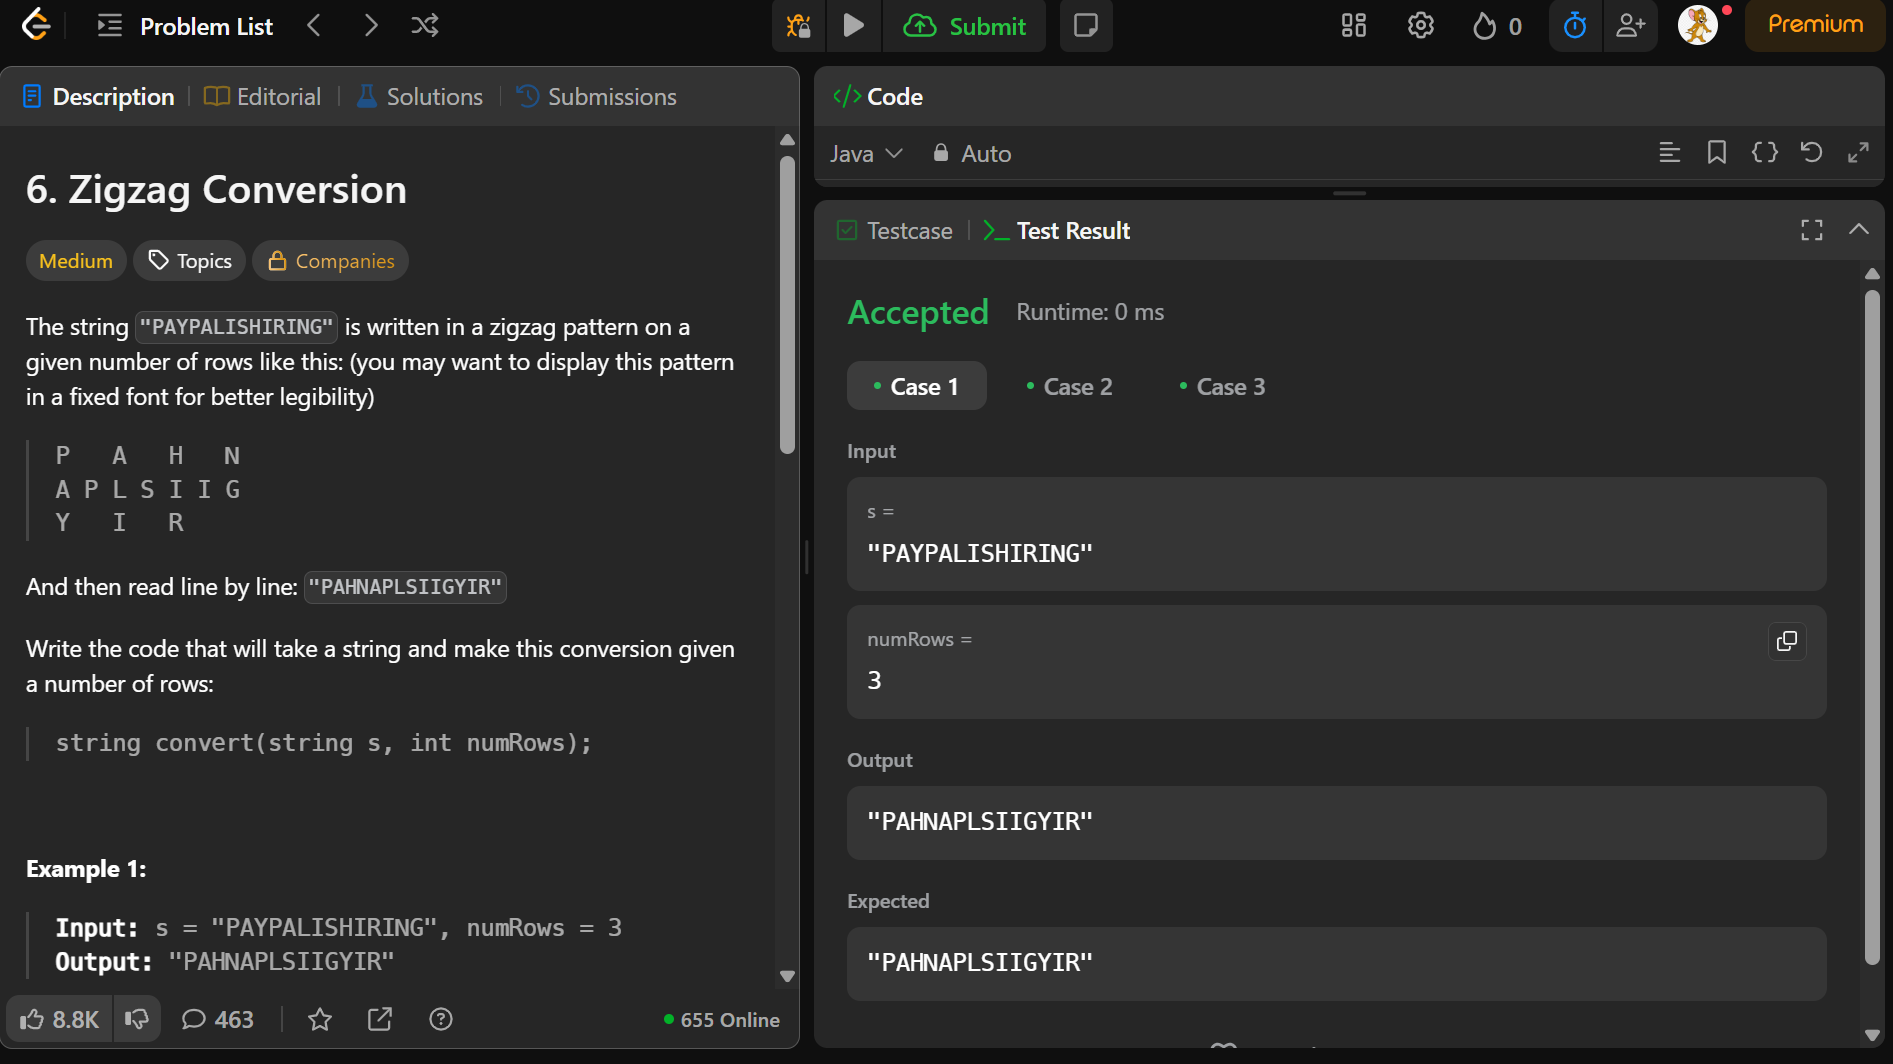 Problem List
Submit
0
Premium
Description
Editorial
Solutions
Submissions
6. Zigzag Conversion
Medium
Topics
Companies
The string "PAYPALISHIRING" is written in a zigzag pattern on a
given number of rows like this: (you may want to display this pattern
in a fixed font for better legibility)
P   A   H   N
A P L S I I G
Y   I   R
And then read line by line: "PAHNAPLSIIGYIR"
Write the code that will take a string and make this conversion given
a number of rows:
string convert(string s, int numRows);
Example 1:
Input: s = "PAYPALISHIRING", numRows = 3
Output: "PAHNAPLSIIGYIR"
8.8K
463
655 Online
</> Code
Java
Auto
Testcase
>_ Test Result
Accepted
Runtime: 0 ms
Case 1
Case 2
Case 3
Input
s =
"PAYPALISHIRING"
numRows =
3
Output
"PAHNAPLSIIGYIR"
Expected
"PAHNAPLSIIGYIR"